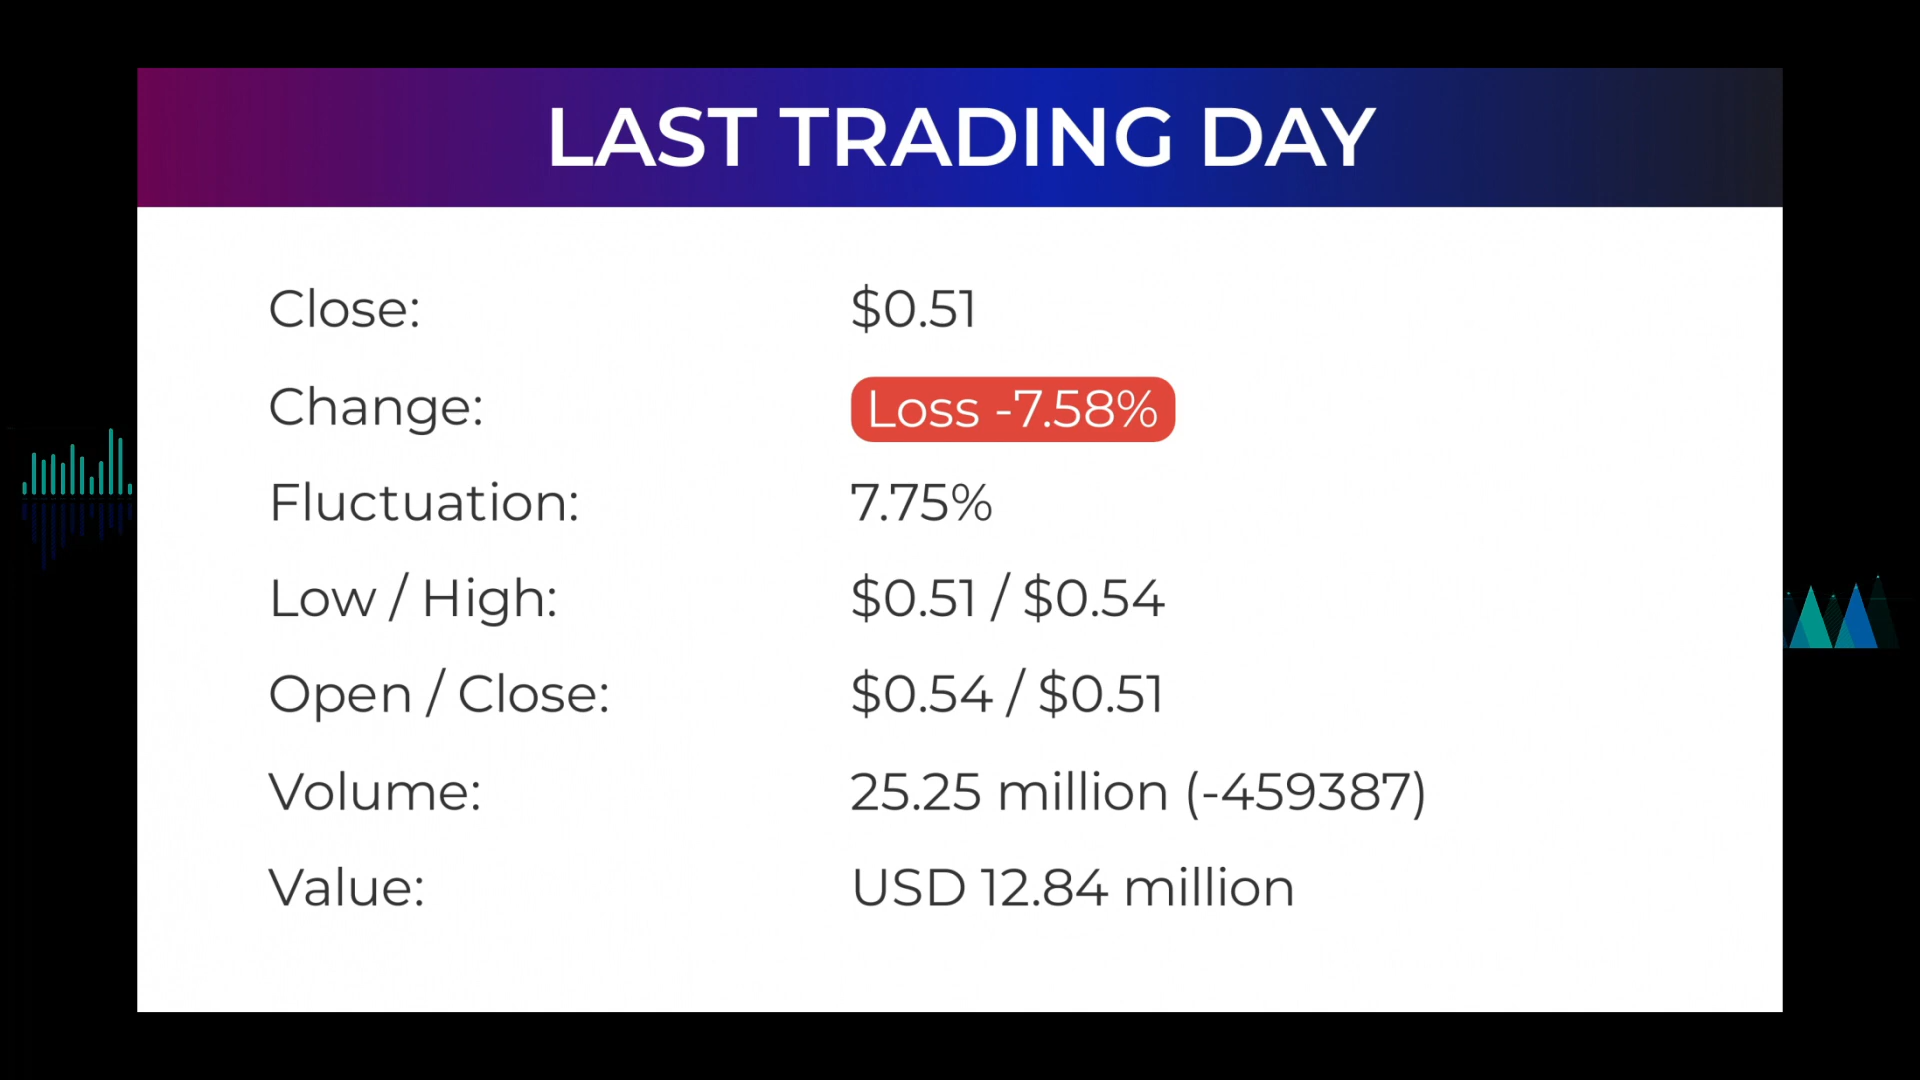 LAST TRADING DAY
Close: $0.51
Change: Loss -7.58%
Fluctuation: 7.75%
Low / High: $0.51 / $0.54
Open / Close: $0.54 / $0.51
Volume: 25.25 million (-459387)
Value: USD 12.84 million